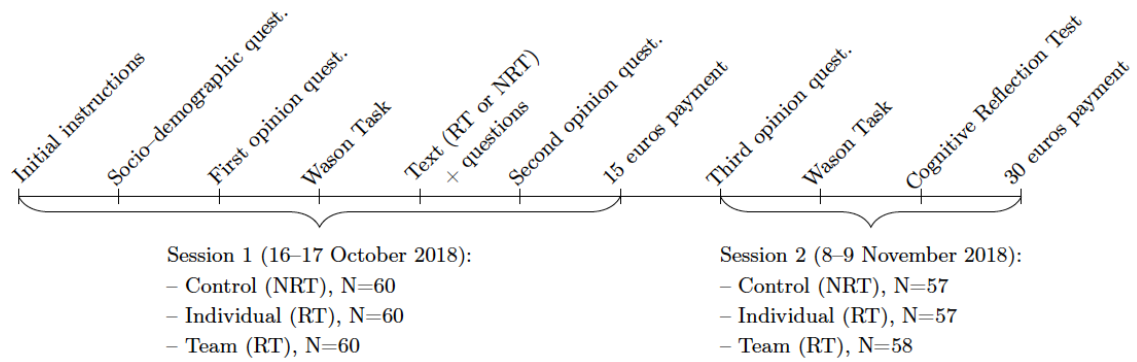 Initial instructions
Socio–demographic quest.
First opinion quest.
Wason Task
Text (RT or NRT)
+ questions
Second opinion quest.
15 euros payment
Third opinion quest.
Wason Task
Cognitive Reflection Test
30 euros payment
Session 1 (16–17 October 2018):
– Control (NRT), N=60
– Individual (RT), N=60
– Team (RT), N=60
Session 2 (8–9 November 2018):
– Control (NRT), N=57
– Individual (RT), N=57
– Team (RT), N=58